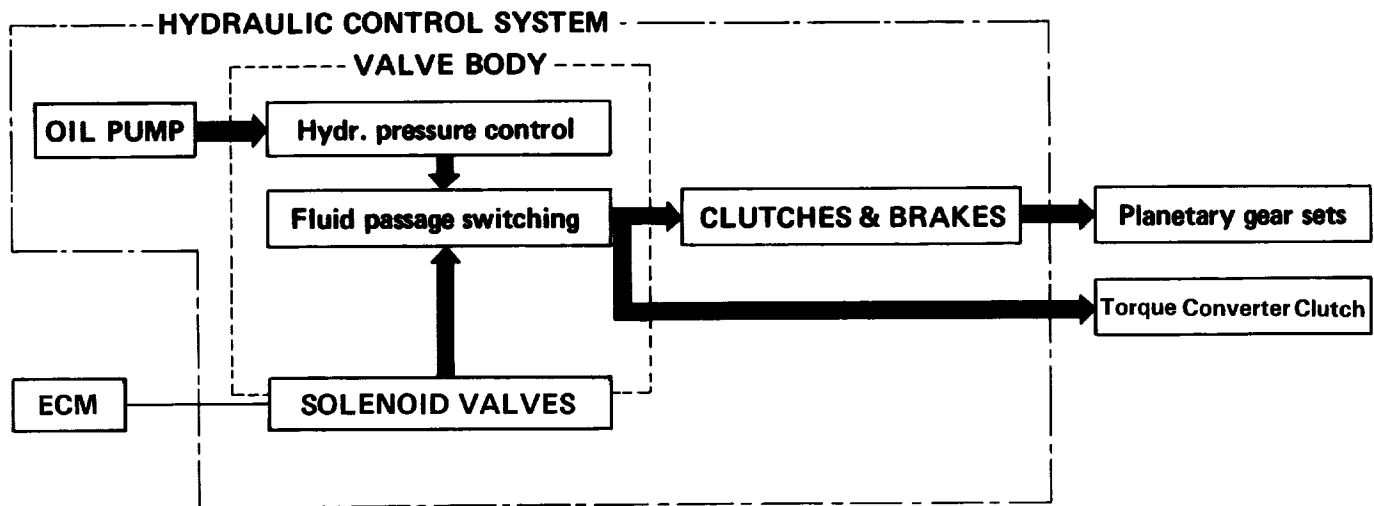 HYDRAULIC CONTROL SYSTEM
VALVE BODY
OIL PUMP
Hydr. pressure control
Fluid passage switching
CLUTCHES & BRAKES
Planetary gear sets
Torque Converter Clutch
ECM
SOLENOID VALVES